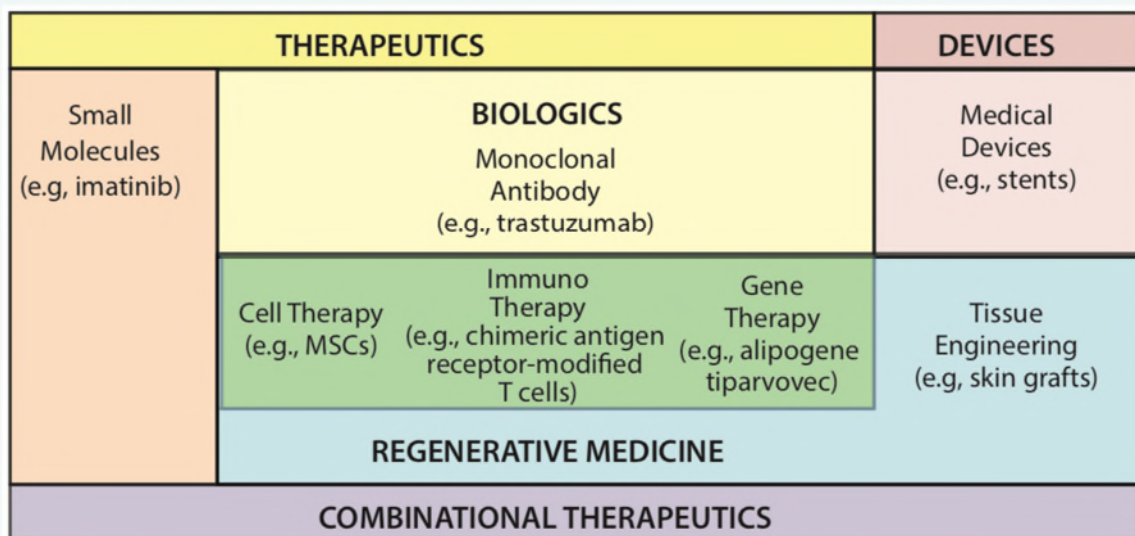 THERAPEUTICS
DEVICES
Small
Molecules
(e.g, imatinib)
BIOLOGICS
Monoclonal
Antibody
(e.g., trastuzumab)
Medical
Devices
(e.g., stents)
Cell Therapy
(e.g., MSCs)
Immuno
Therapy
(e.g., chimeric antigen
receptor-modified
T cells)
Gene
Therapy
(e.g., alipogene
tiparvovec)
Tissue
Engineering
(e.g, skin grafts)
REGENERATIVE MEDICINE
COMBINATIONAL THERAPEUTICS